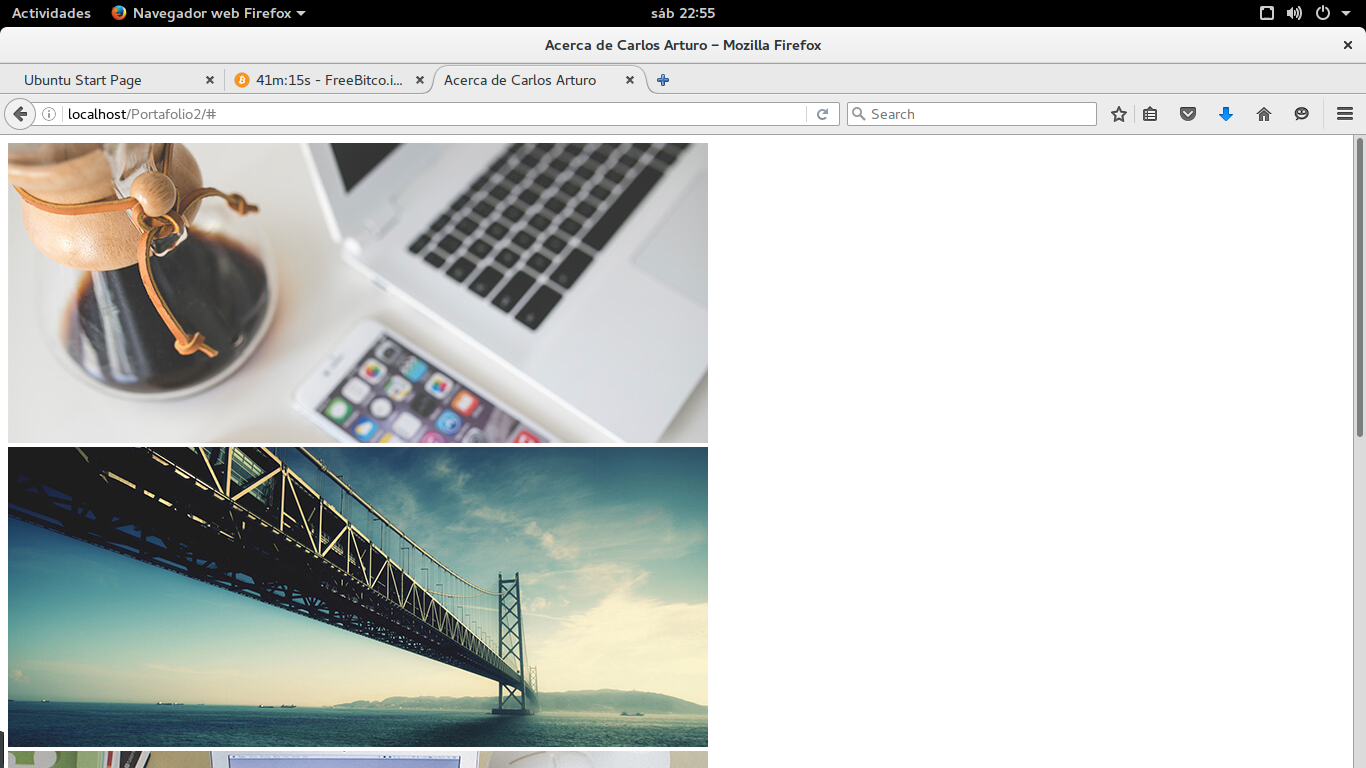 Actividades Navegador web Firefox sáb 22:55
Acerca de Carlos Arturo – Mozilla Firefox
Ubuntu Start Page 41m:15s - FreeBitco.i... Acerca de Carlos Arturo
localhost/Portafolio2/# Search